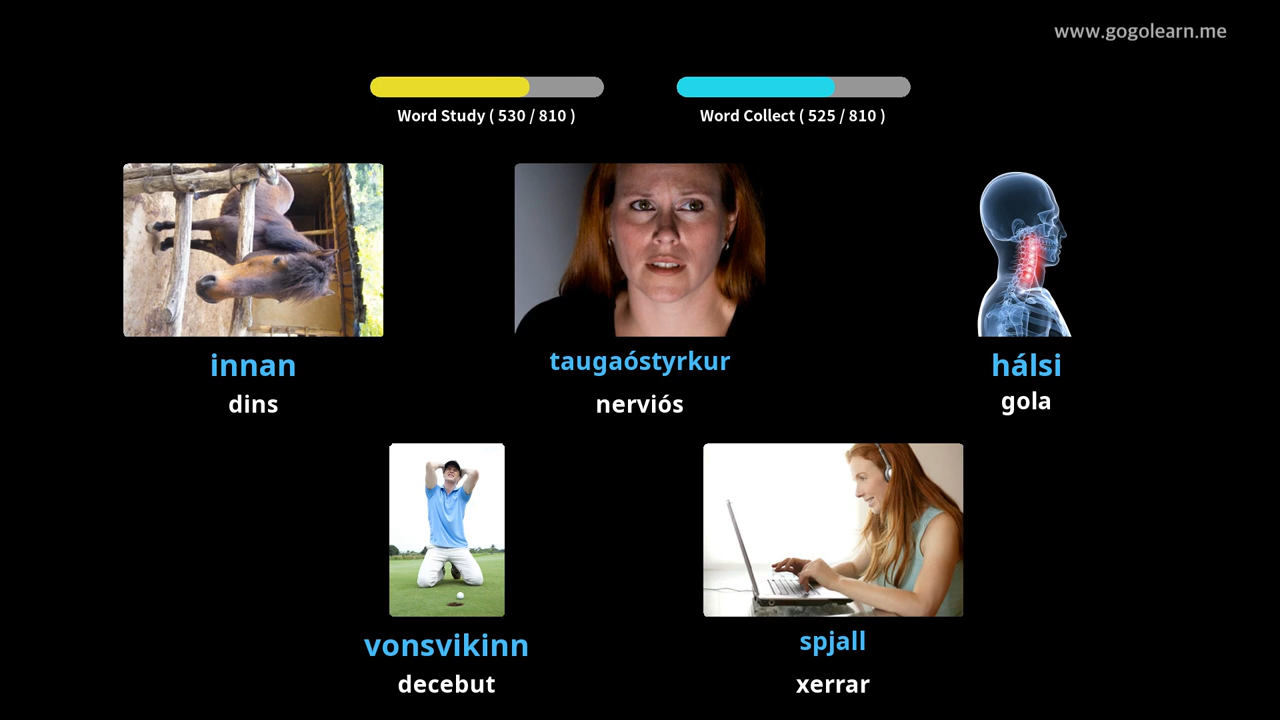 www.gogolearn.me
Word Study ( 530 / 810 )
Word Collect ( 525 / 810 )
innan
dins
taugaóstyrkur
nerviós
hálsi
gola
vonsvikinn
decebut
spjall
xerrar